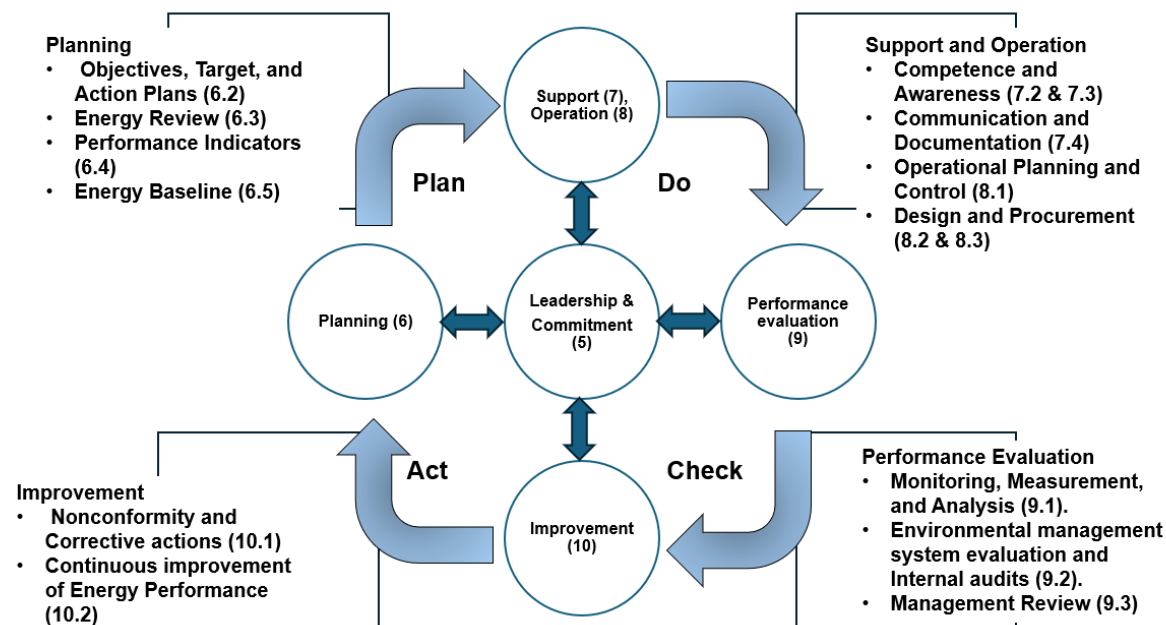 Planning
• Objectives, Target, and
Action Plans (6.2)
• Energy Review (6.3)
• Performance Indicators
(6.4)
• Energy Baseline (6.5)
Support (7),
Operation (8)
Support and Operation
• Competence and
Awareness (7.2 & 7.3)
• Communication and
Documentation (7.4)
• Operational Planning and
Control (8.1)
• Design and Procurement
(8.2 & 8.3)
Plan
Do
Planning (6)
Leadership &
Commitment
(5)
Performance
evaluation
(9)
Act
Check
Improvement
• Nonconformity and
Corrective actions (10.1)
• Continuous improvement
of Energy Performance
(10.2)
Improvement
(10)
Performance Evaluation
• Monitoring, Measurement,
and Analysis (9.1).
• Environmental management
system evaluation and
Internal audits (9.2).
• Management Review (9.3)